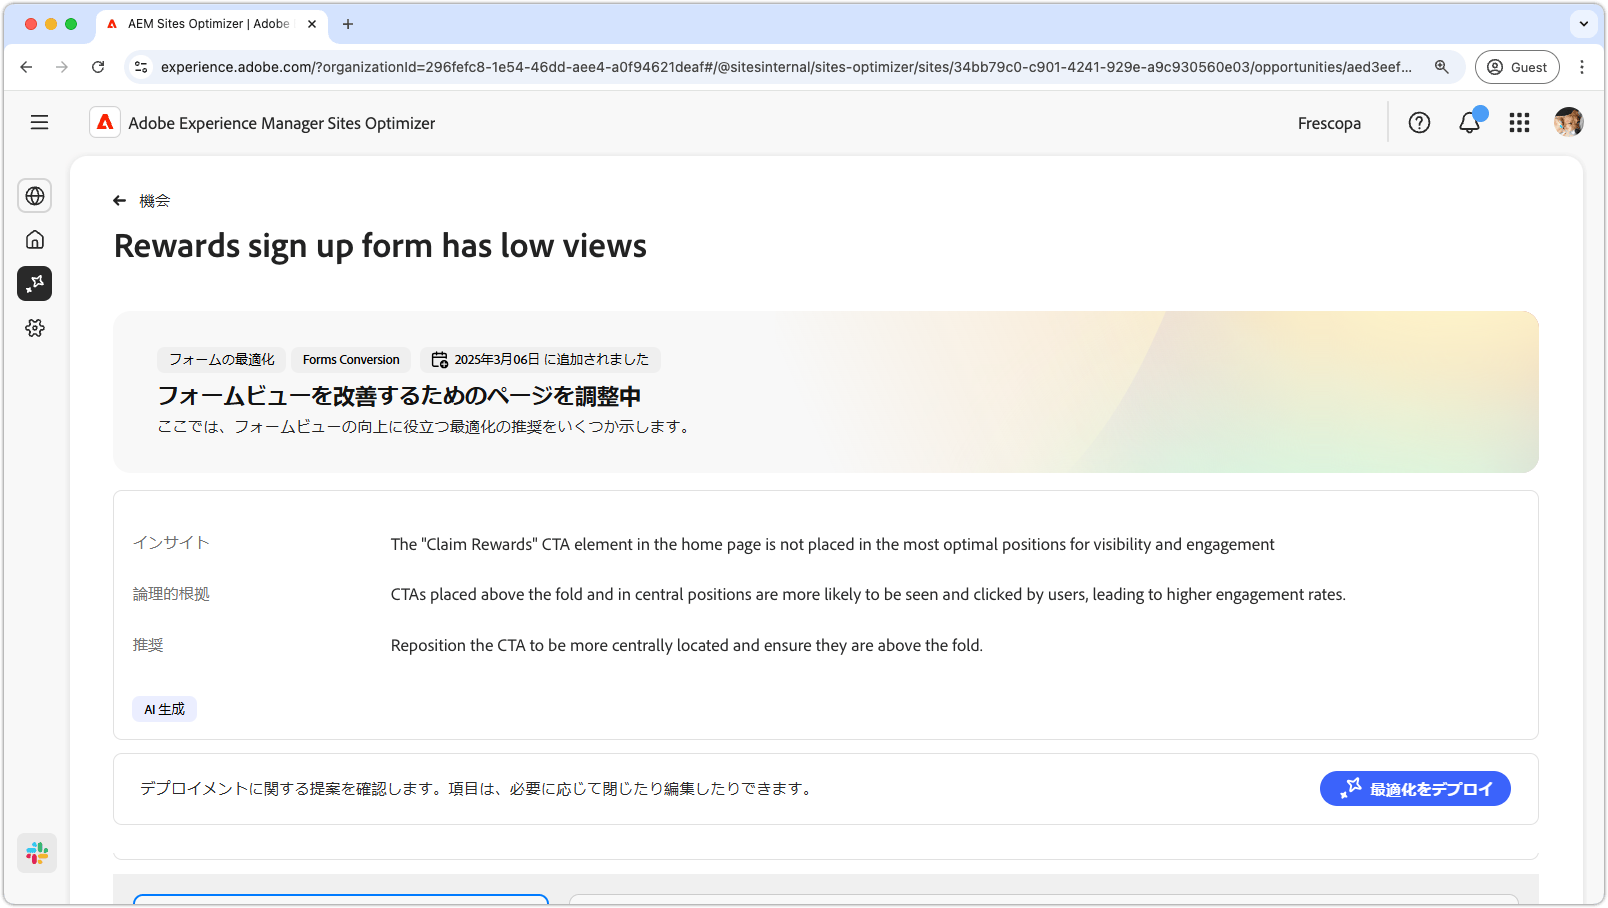 AEM Sites Optimizer | Adobe
experience.adobe.com/?organizationId=296fefc8-1e54-46dd-aee4-a0f94621deaf#/@sitesinternal/sites-optimizer/sites/34bb79c0-c901-4241-929e-a9c930560e03/opportunities/aed3eef...
Guest
Adobe Experience Manager Sites Optimizer
Frescopa
機会
Rewards sign up form has low views
フォームの最適化
Forms Conversion
2025年3月06日 に追加されました
フォームビューを改善するためのページを調整中
ここでは、フォームビューの向上に役立つ最適化の推奨をいくつか示します。
インサイト
The "Claim Rewards" CTA element in the home page is not placed in the most optimal positions for visibility and engagement
論理的根拠
CTAs placed above the fold and in central positions are more likely to be seen and clicked by users, leading to higher engagement rates.
推奨
Reposition the CTA to be more centrally located and ensure they are above the fold.
AI 生成
デプロイメントに関する提案を確認します。項目は、必要に応じて閉じたり編集したりできます。
最適化をデプロイ